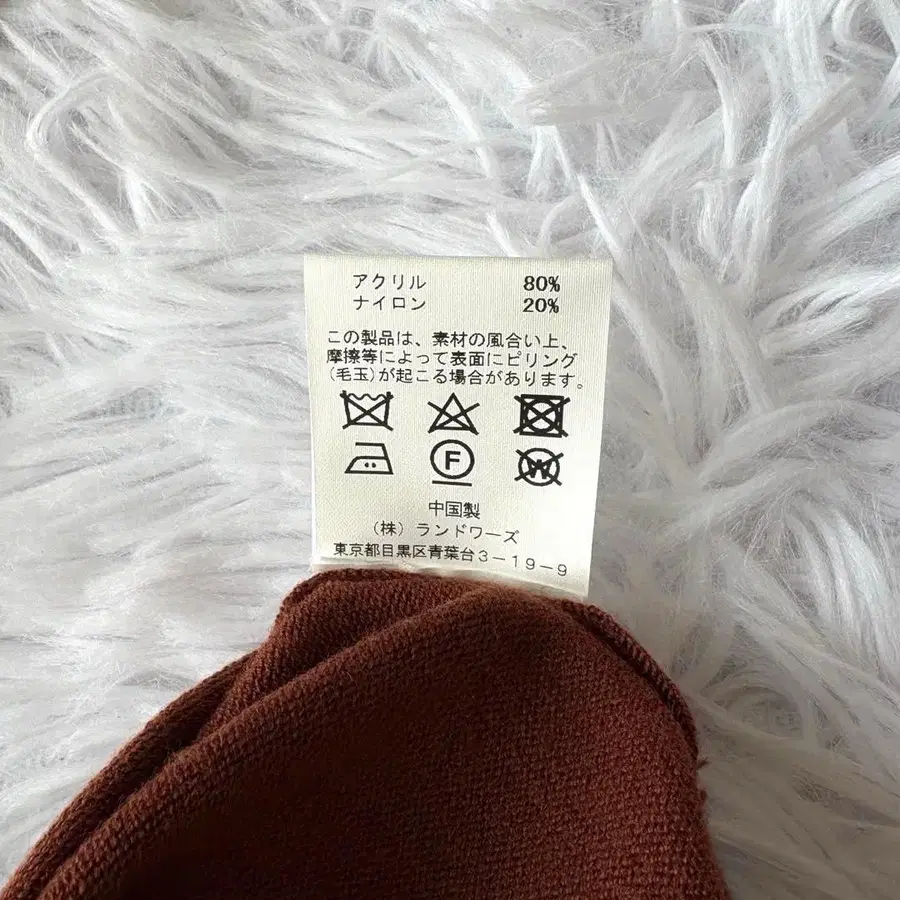 アクリル 80%
ナイロン 20%
この製品は、素材の風合い上、
摩擦等によって表面にピリング
(毛玉)が起こる場合があります。
F
W
中国製
(株) ランドワーズ
東京都目黒区青葉台3-19-9